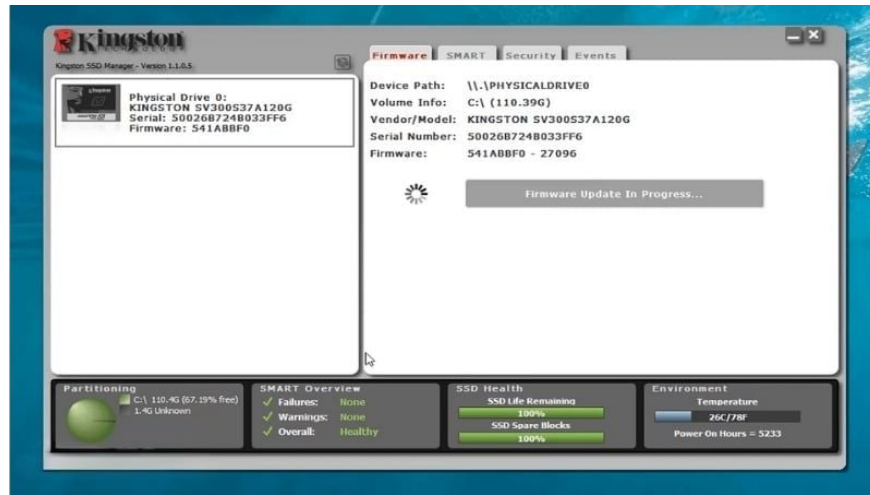 Kingston
TECHNOLOGY
Kingston SSD Manager - Version 1.1.0.5
Physical Drive 0:
KINGSTON SV300S37A120G
Serial: 50026B724B033FF6
Firmware: 541ABBF0
Firmware SMART Security Events
Device Path: \\.\PHYSICALDRIVE0
Volume Info: C:\ (110.39G)
Vendor/Model: KINGSTON SV300S37A120G
Serial Number: 50026B724B033FF6
Firmware: 541ABBF0 - 27096
Firmware Update In Progress...
Partitioning
C:\ 110.4G (67.19% free)
1.4G Unknown
SMART Overview
Failures: None
Warnings: None
Overall: Healthy
SSD Health
SSD Life Remaining
100%
SSD Spare Blocks
100%
Environment
Temperature
26C/78F
Power On Hours = 5233